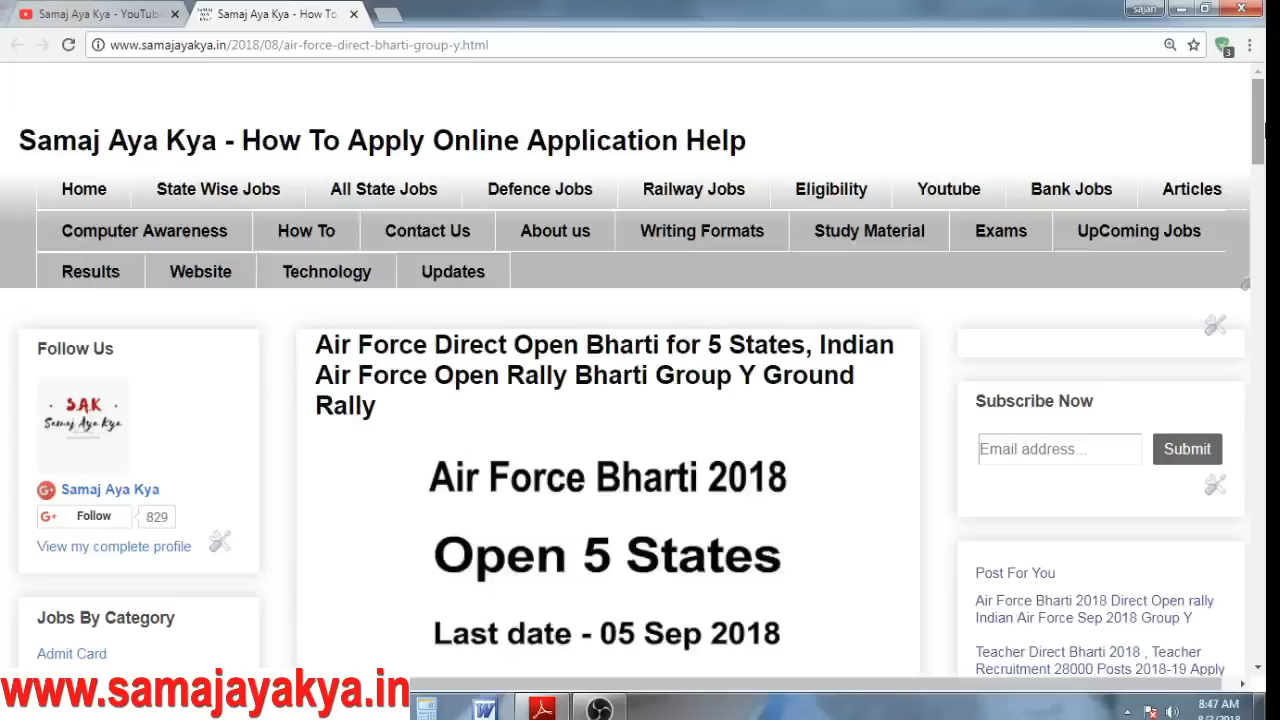 Samaj Aya Kya - YouTub
Samaj Aya Kya - How To
sajan
www.samajayakya.in/2018/08/air-force-direct-bharti-group-y.html
3
Samaj Aya Kya - How To Apply Online Application Help
Home State Wise Jobs All State Jobs Defence Jobs Railway Jobs Eligibility Youtube Bank Jobs Articles
Computer Awareness How To Contact Us About us Writing Formats Study Material Exams UpComing Jobs
Results Website Technology Updates
Follow Us
S.A.K
Samaj Aya Kya
Samaj Aya Kya
G+ Follow 829
View my complete profile
Jobs By Category
Admit Card
Air Force Direct Open Bharti for 5 States, Indian
Air Force Open Rally Bharti Group Y Ground
Rally
Air Force Bharti 2018
Open 5 States
Last date - 05 Sep 2018
Subscribe Now
Email address...
Submit
Post For You
Air Force Bharti 2018 Direct Open rally
Indian Air Force Sep 2018 Group Y
Teacher Direct Bharti 2018 , Teacher
Recruitment 28000 Posts 2018-19 Apply
www.samajayakya.in
8:47 AM